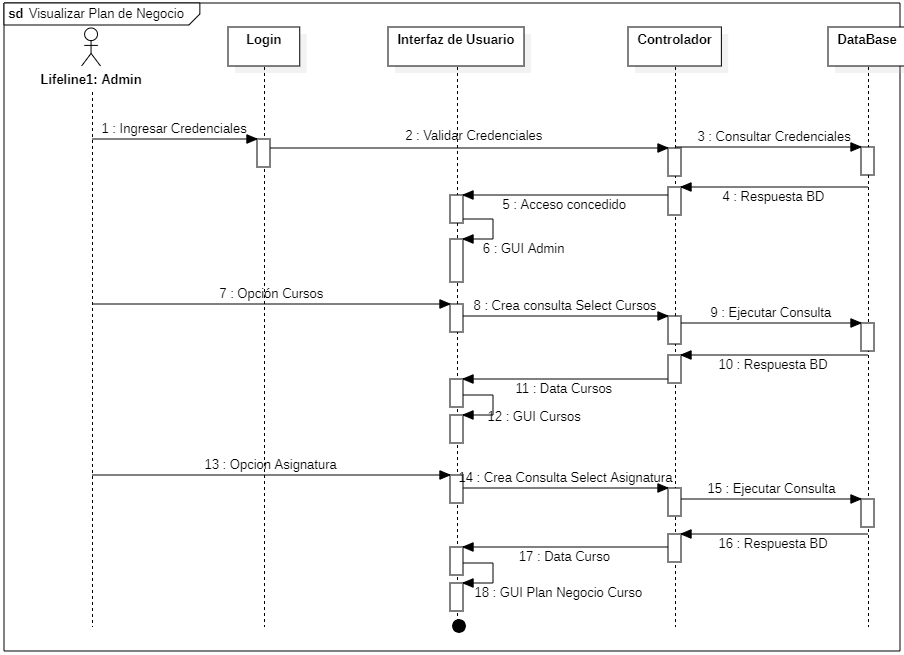 sd Visualizar Plan de Negocio
Lifeline1: Admin
Login
Interfaz de Usuario
Controlador
DataBase
1 : Ingresar Credenciales
2 : Validar Credenciales
3 : Consultar Credenciales
4 : Respuesta BD
5 : Acceso concedido
6 : GUI Admin
7 : Opción Cursos
8 : Crea consulta Select Cursos
9 : Ejecutar Consulta
10 : Respuesta BD
11 : Data Cursos
12 : GUI Cursos
13 : Opcion Asignatura
14 : Crea Consulta Select Asignatura
15 : Ejecutar Consulta
16 : Respuesta BD
17 : Data Curso
18 : GUI Plan Negocio Curso